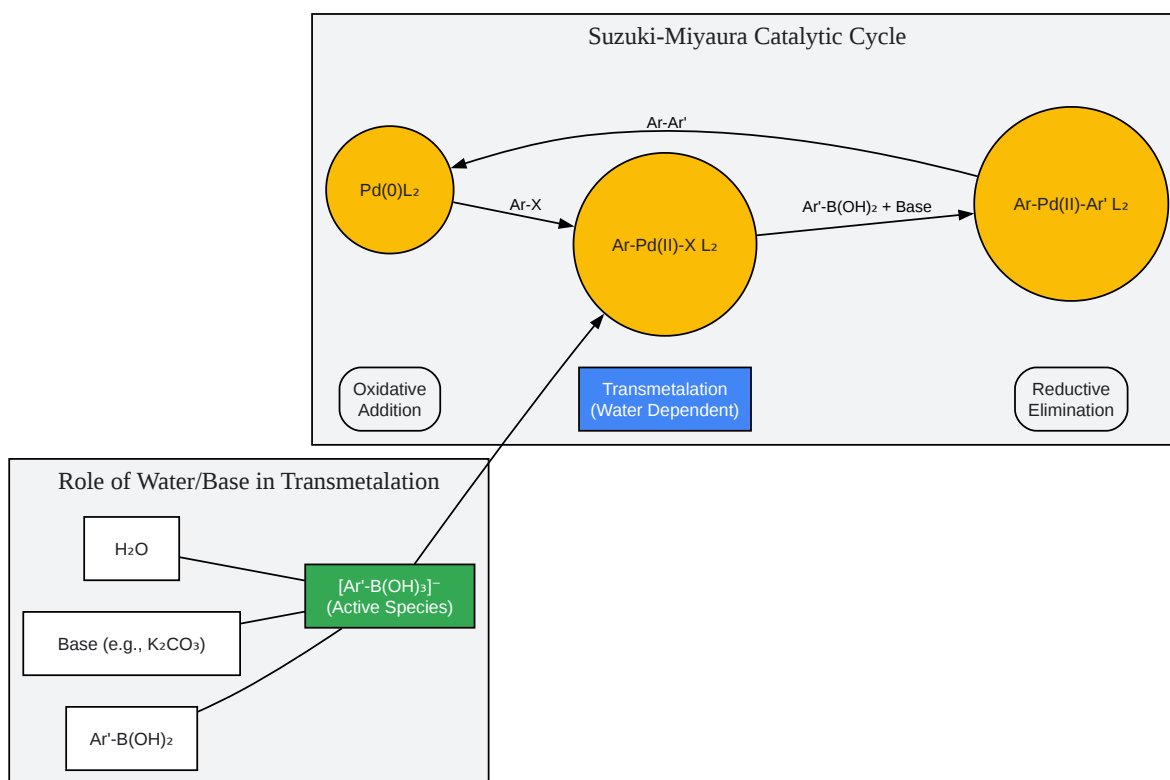 Suzuki-Miyaura Catalytic Cycle
Ar-Ar'
Pd(0)L₂
Ar-X
Ar-Pd(II)-X L₂
Ar'-B(OH)₂ + Base
Ar-Pd(II)-Ar' L₂
Oxidative
Addition
Transmetalation
(Water Dependent)
Reductive
Elimination
Role of Water/Base in Transmetalation
H₂O
[Ar'-B(OH)₃]⁻
(Active Species)
Base (e.g., K₂CO₃)
Ar'-B(OH)₂